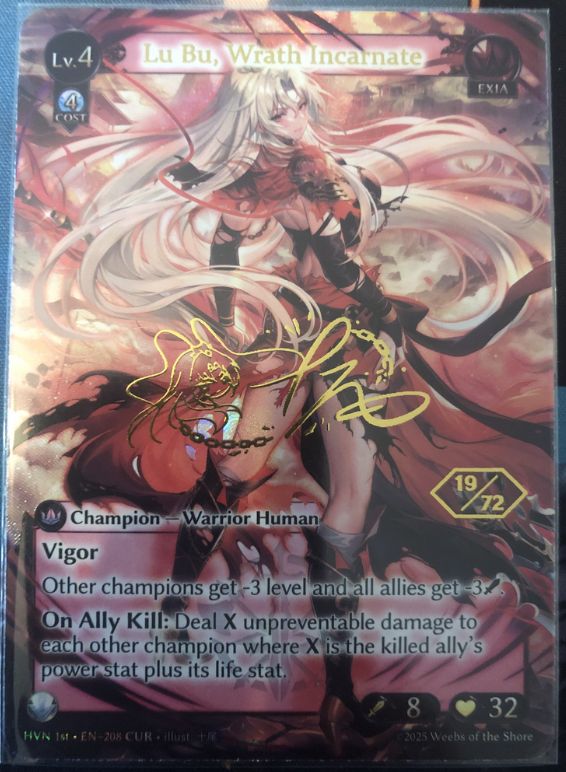 Lv.4
Lu Bu, Wrath Incarnate
EXIA
4
COST
19/72
Champion — Warrior Human
Vigor
Other champions get -3 level and all allies get -3.
On Ally Kill: Deal X unpreventable damage to
each other champion where X is the killed ally's
power stat plus its life stat.
8
32
HVN 1st • EN-208 CUR • illust. 十尾
©2025 Weebs of the Shore